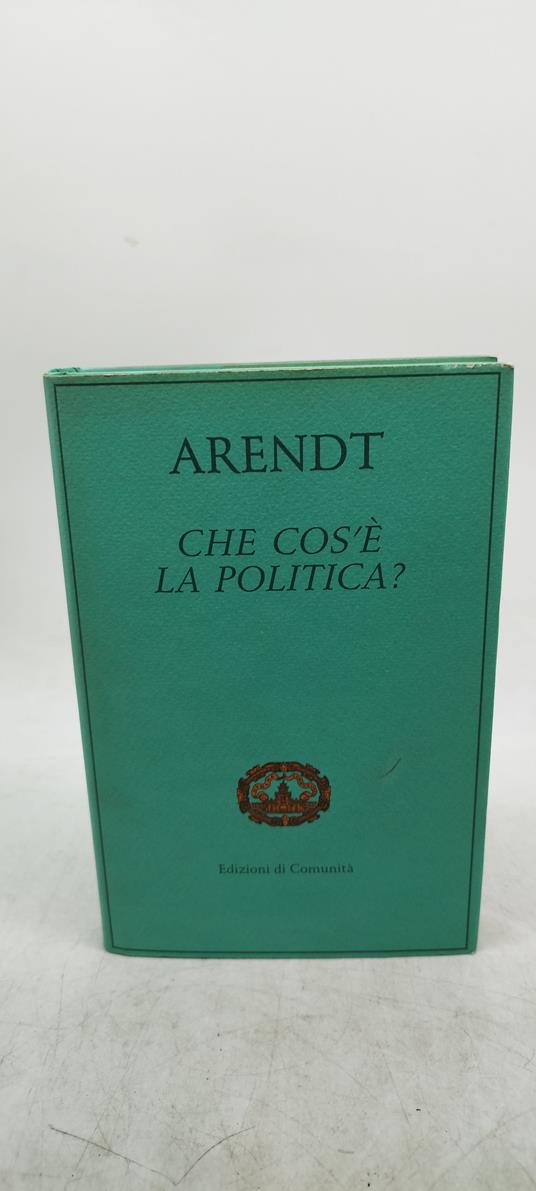 ARENDT
CHE COS'È
LA POLITICA?
Edizioni di Comunità